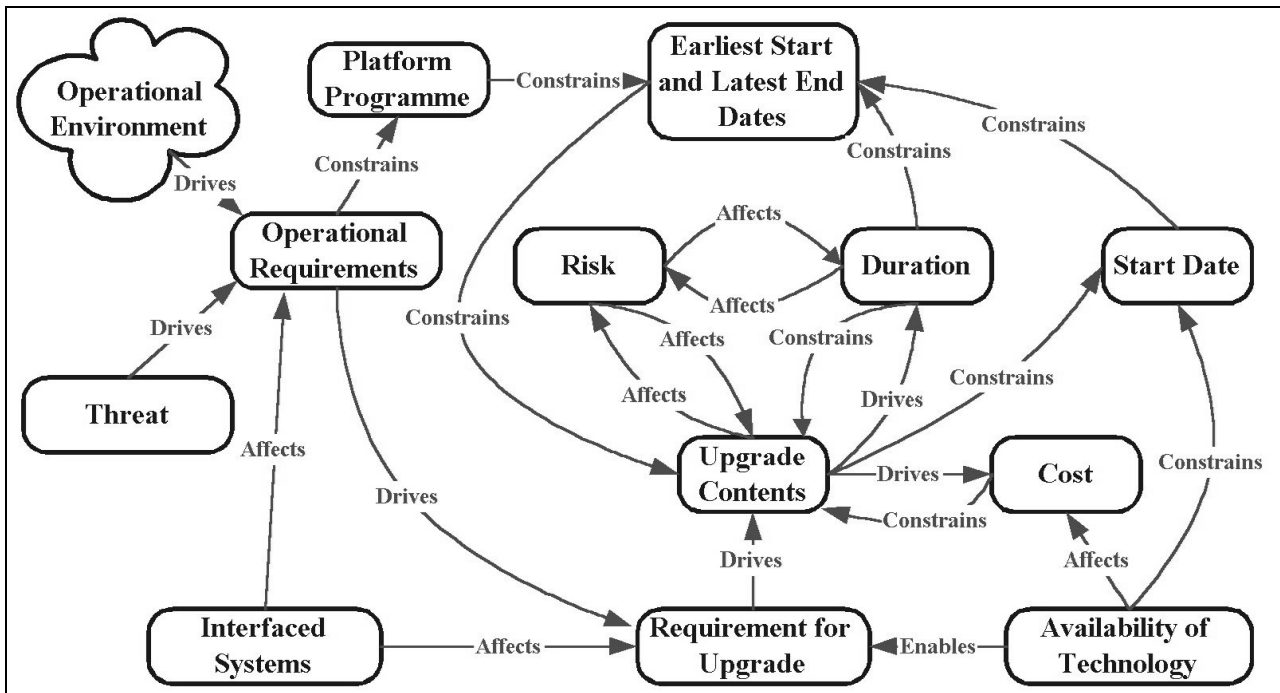 Operational
Environment
Platform
Programme
Constrains
Earliest Start
and Latest End
Dates
Constrains
Constrains
Constrains
Drives
Operational
Requirements
Affects
Risk
Duration
Start Date
Affects
Constrains
Drives
Affects
Constrains
Constrains
Affects
Drives
Threat
Affects
Upgrade
Contents
Drives
Cost
Constrains
Drives
Constrains
Drives
Affects
Interfaced
Systems
Affects
Requirement for
Upgrade
Enables
Availability of
Technology